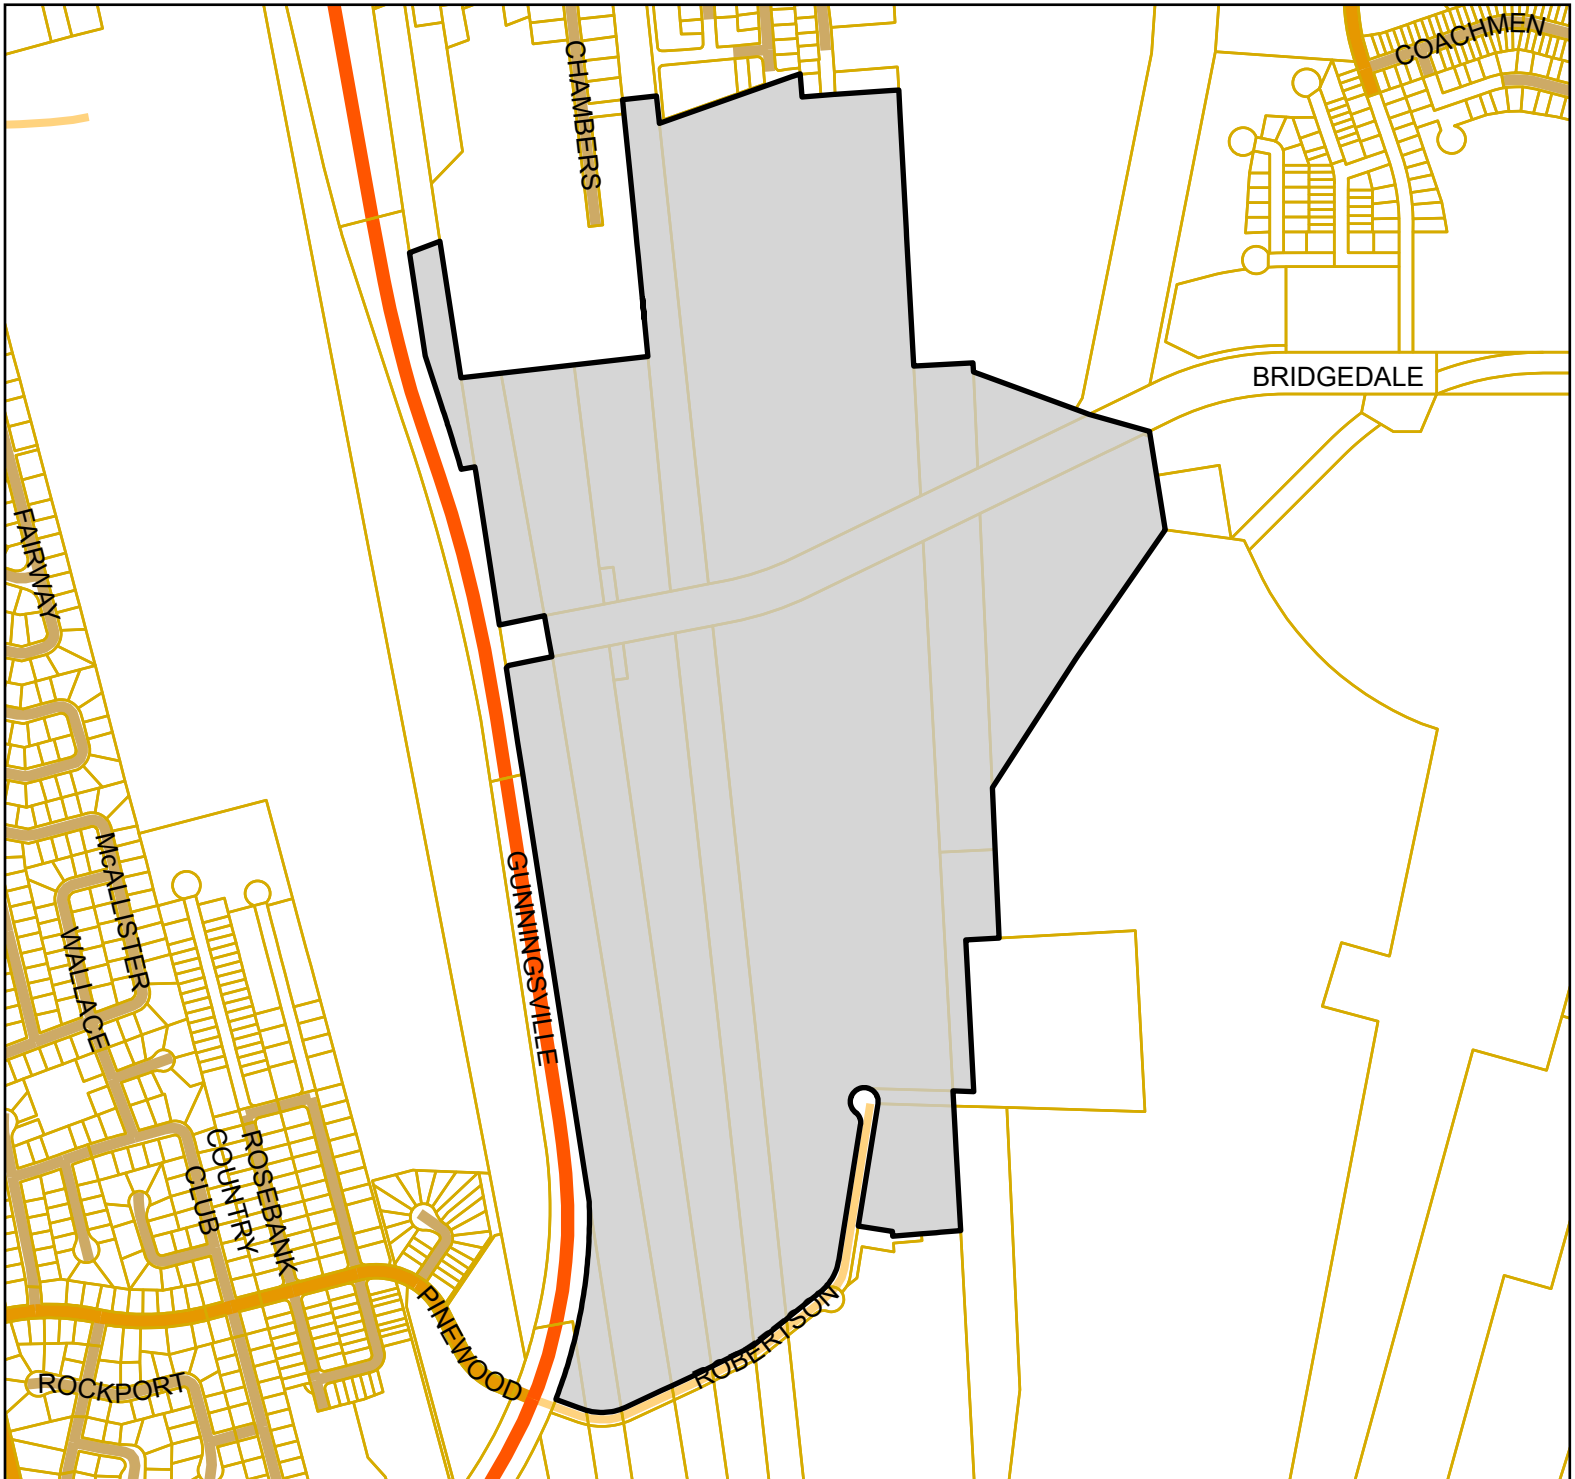 COACHMEN
CHAMBERS
BRIDGEDALE
FAIRWAY
McALLISTER
WALLACE
GUNNINGSVILLE
COUNTRY
CLUB
ROSEBANK
PINEWOOD
ROBERTSON
ROCKPORT